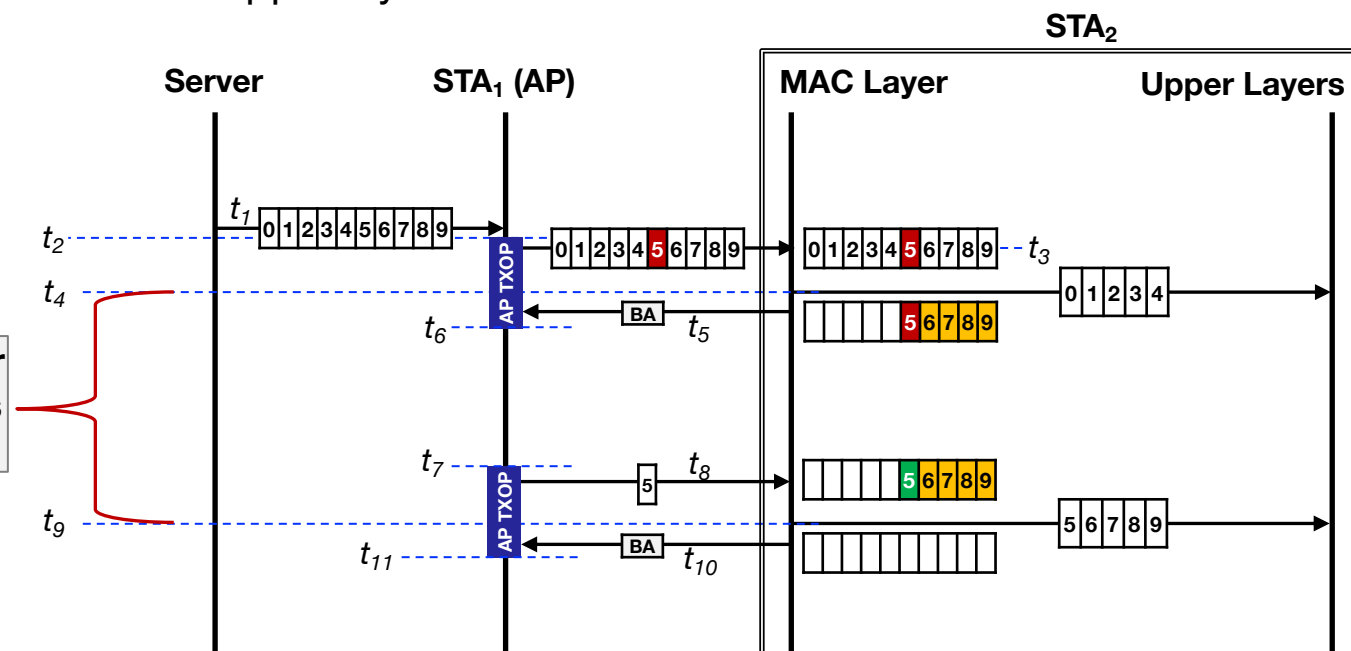 STA₂
Server
STA₁ (AP)
MAC Layer
Upper Layers
t₁
0 1 2 3 4 5 6 7 8 9
t₂
AP TXOP
0 1 2 3 4 5 6 7 8 9
0 1 2 3 4 5 6 7 8 9
t₃
t₄
0 1 2 3 4
BA
t₅
5 6 7 8 9
t₆
t₇
AP TXOP
5
t₈
5 6 7 8 9
t₉
5 6 7 8 9
BA
t₁₀
t₁₁